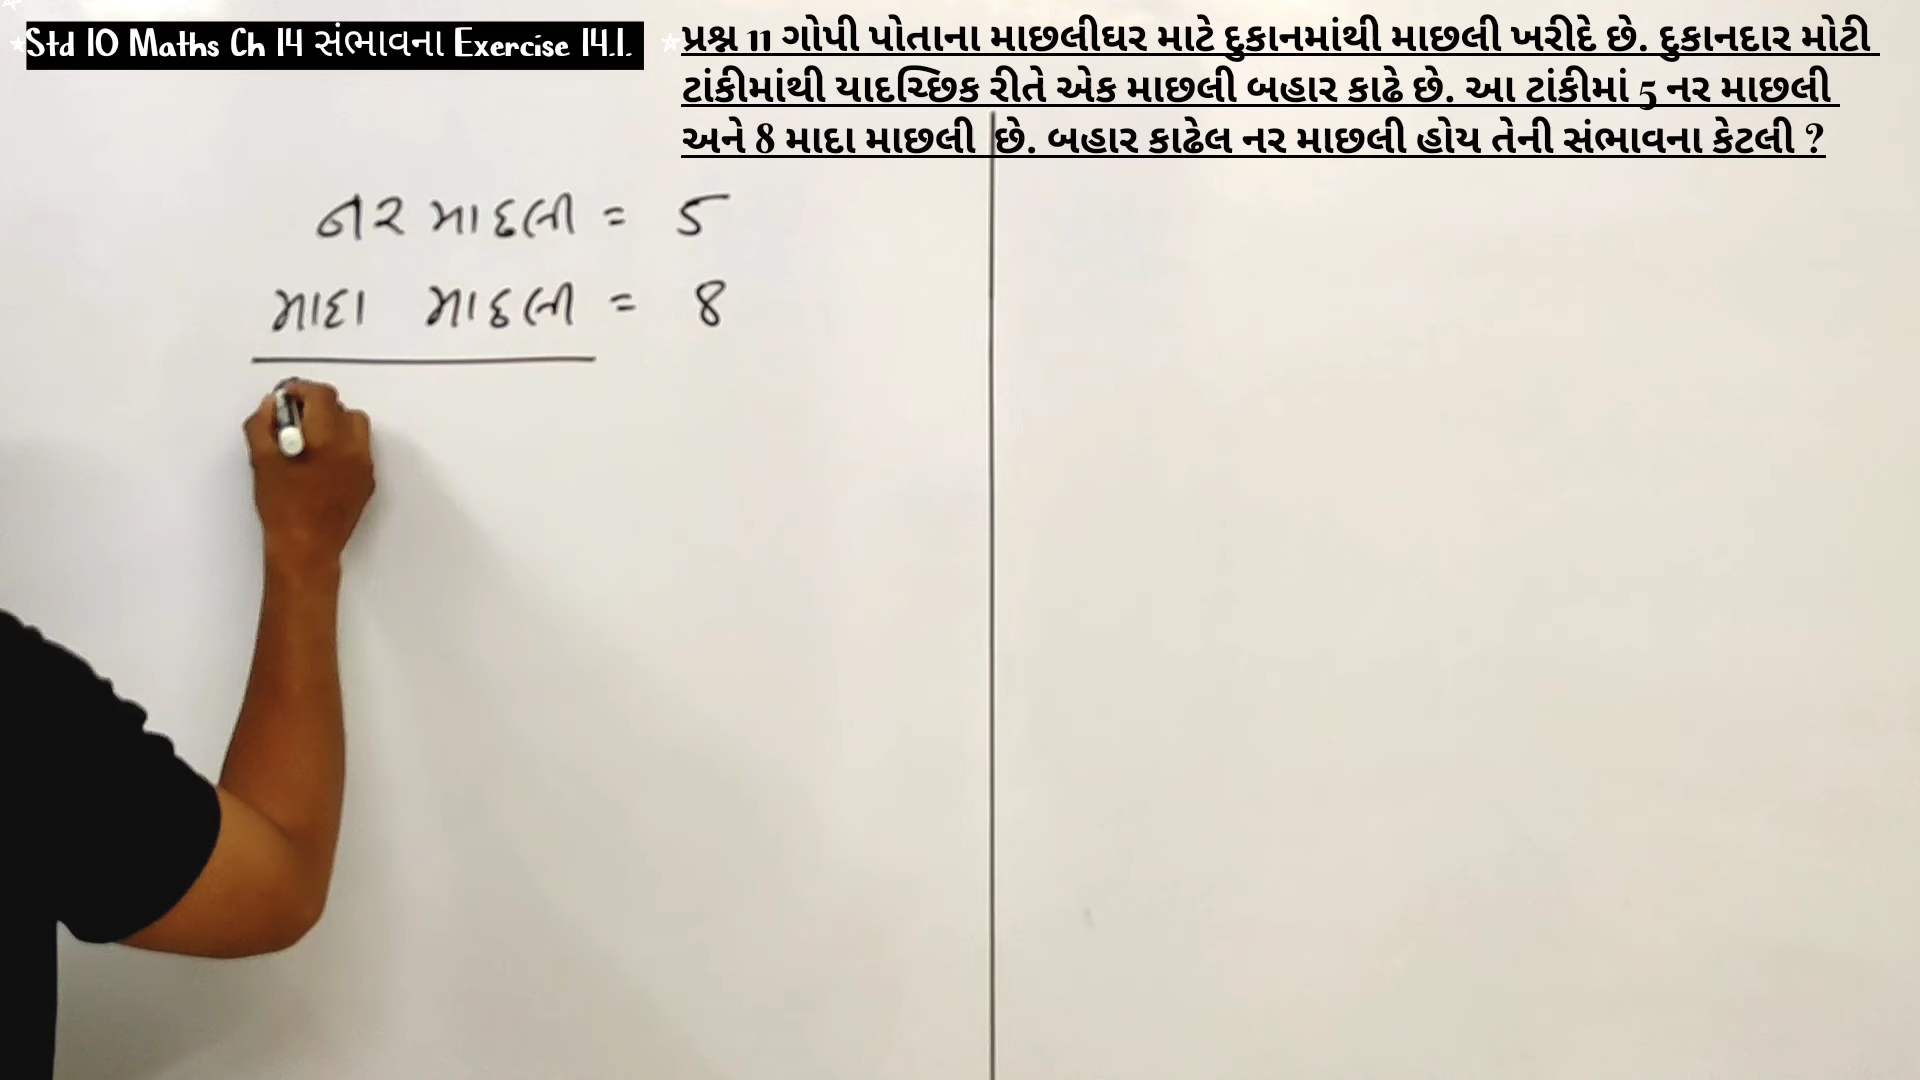 Std 10 Maths Ch 14 સંભાવના Exercise 14.1.
પ્રશ્ન 11 ગોપી પોતાના માછલીઘર માટે દુકાનમાંથી માછલી ખરીદે છે. દુકાનદાર મોટી
ટાંકીમાંથી યાદચ્છિક રીતે એક માછલી બહાર કાઢે છે. આ ટાંકીમાં 5 નર માછલી
અને 8 માદા માછલી છે. બહાર કાઢેલ નર માછલી હોય તેની સંભાવના કેટલી ?
નર માછલી = 5
માદા માછલી = 8